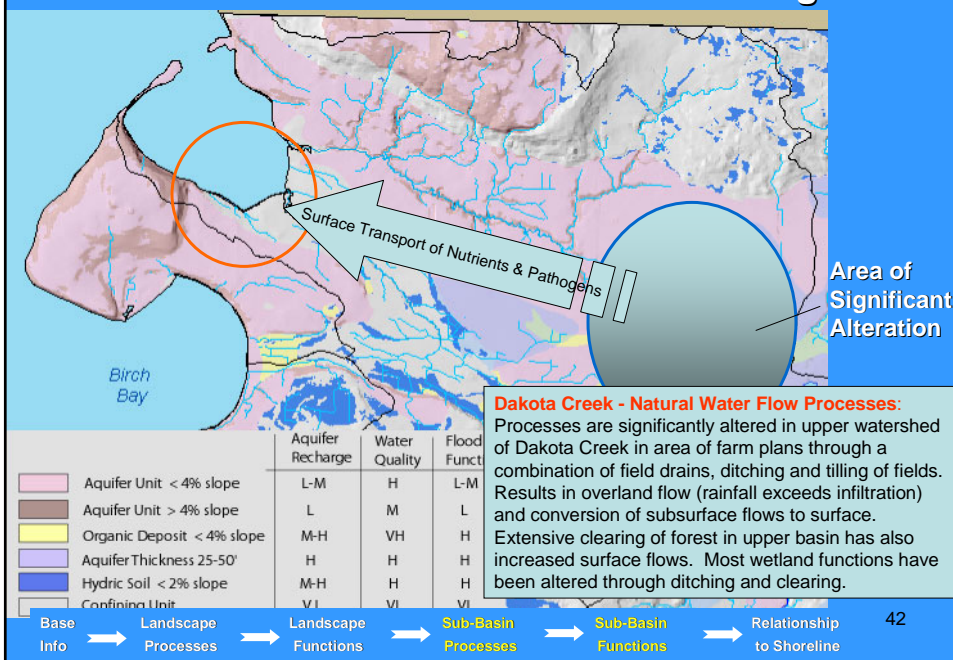 Surface Transport of Nutrients & Pathogens
Area of
Significant
Alteration
Birch
Bay
Dakota Creek - Natural Water Flow Processes:
Processes are significantly altered in upper watershed
of Dakota Creek in area of farm plans through a
combination of field drains, ditching and tilling of fields.
Results in overland flow (rainfall exceeds infiltration)
and conversion of subsurface flows to surface.
Extensive clearing of forest in upper basin has also
increased surface flows. Most wetland functions have
been altered through ditching and clearing.
Aquifer Water Flood
Recharge Quality
Aquifer Unit < 4% slope L-M H L-M
Aquifer Unit > 4% slope L M L
Organic Deposit < 4% slope M-H VH H
Aquifer Thickness 25-50' H H H
Hydric Soil < 2% slope M-H H H
Confining Unit
Base Landscape Landscape Sub-Basin Sub-Basin Relationship
Info Processes Functions Processes Functions to Shoreline
42